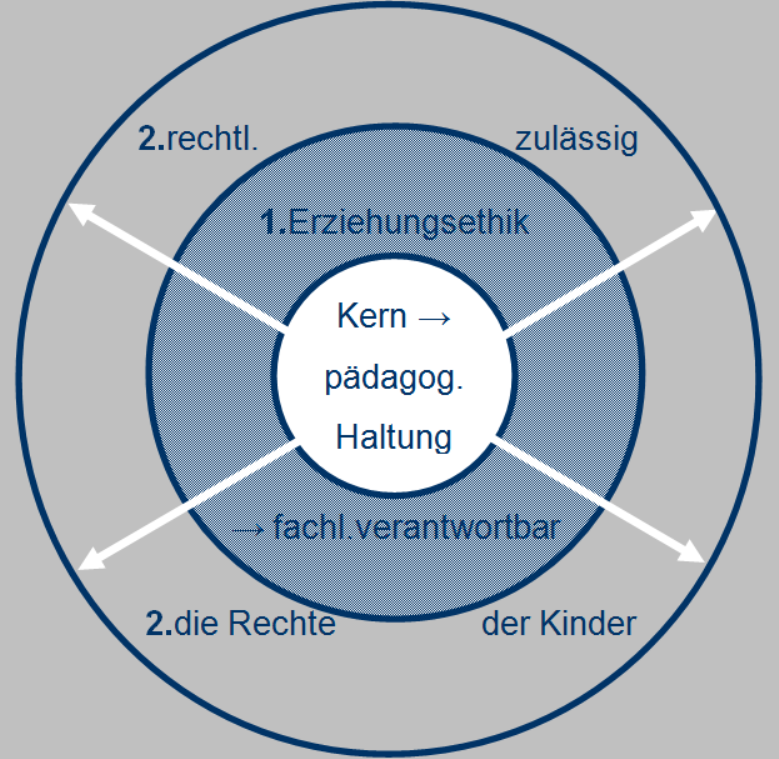 2.rechtl. zulässig
1.Erziehungsethik
Kern →
pädagog.
Haltung
→ fachl.verantwortbar
2.die Rechte der Kinder